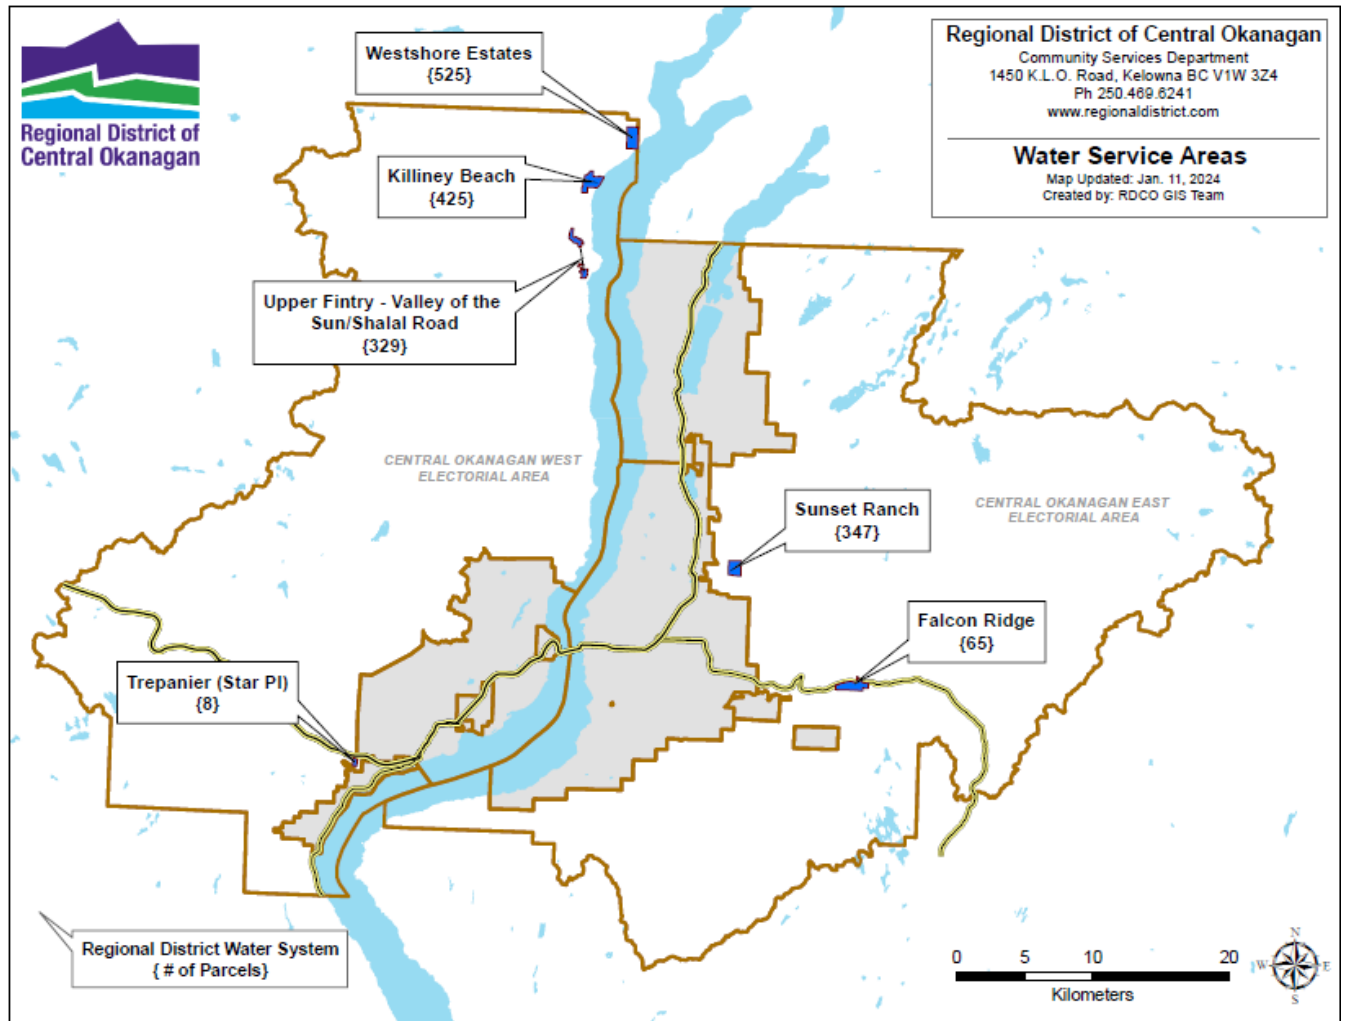 Regional District of
Central Okanagan
Westshore Estates
{525}
Killiney Beach
{425}
Upper Fintry - Valley of the
Sun/Shalal Road
{329}
Regional District of Central Okanagan
Community Services Department
1450 K.L.O. Road, Kelowna BC V1W 3Z4
Ph 250.469.6241
www.regionaldistrict.com
Water Service Areas
Map Updated: Jan. 11, 2024
Created by: RDCO GIS Team
CENTRAL OKANAGAN WEST
ELECTORIAL AREA
CENTRAL OKANAGAN EAST
ELECTORIAL AREA
Sunset Ranch
{347}
Falcon Ridge
{65}
Trepanier (Star Pl)
{8}
Regional District Water System
{ # of Parcels}
0 5 10 20
Kilometers
N
W E
S